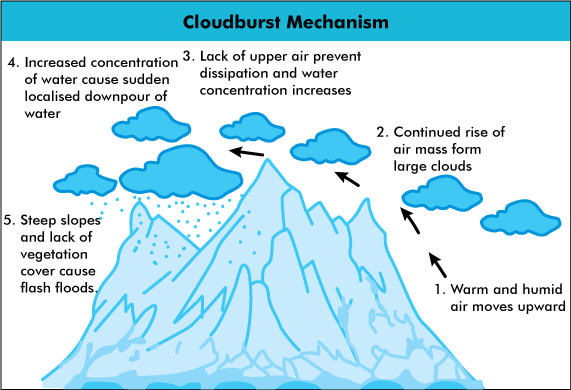 Cloudburst Mechanism
1. Warm and humid
air moves upward
2. Continued rise of
air mass form
large clouds
3. Lack of upper air prevent
dissipation and water
concentration increases
4. Increased concentration
of water cause sudden
localised downpour of
water
5. Steep slopes
and lack of
vegetation
cover cause
flash floods.